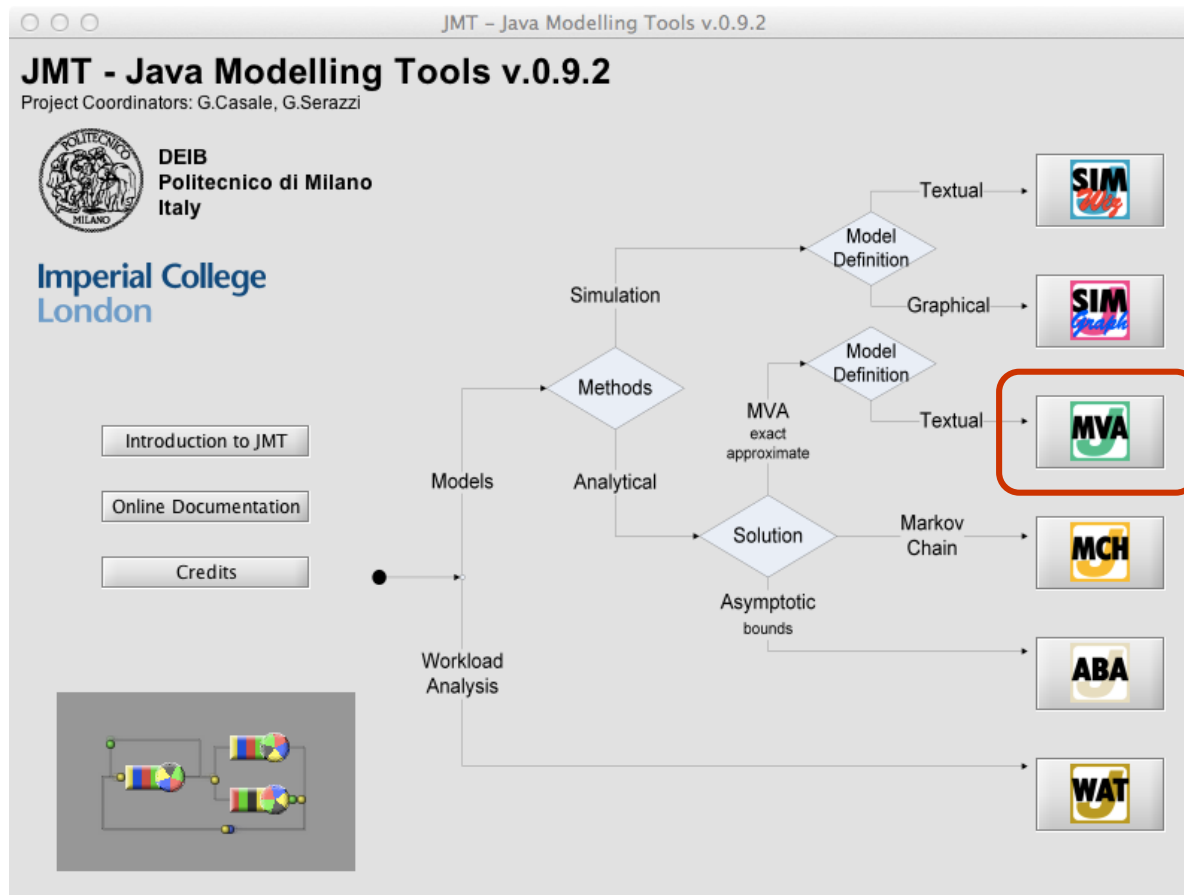 JMT – Java Modelling Tools v.0.9.2
JMT - Java Modelling Tools v.0.9.2
Project Coordinators: G.Casale, G.Serazzi
POLITECNICO
MILANO
DEIB
Politecnico di Milano
Italy
Imperial College
London
Introduction to JMT
Online Documentation
Credits
Models
Workload
Analysis
Methods
Simulation
Analytical
Model
Definition
Textual
Graphical
Solution
MVA
exact
approximate
Model
Definition
Textual
Markov
Chain
Asymptotic
bounds
J
SIM
Wiz
J
SIM
Graph
J
MVA
J
MCH
J
ABA
J
WAT